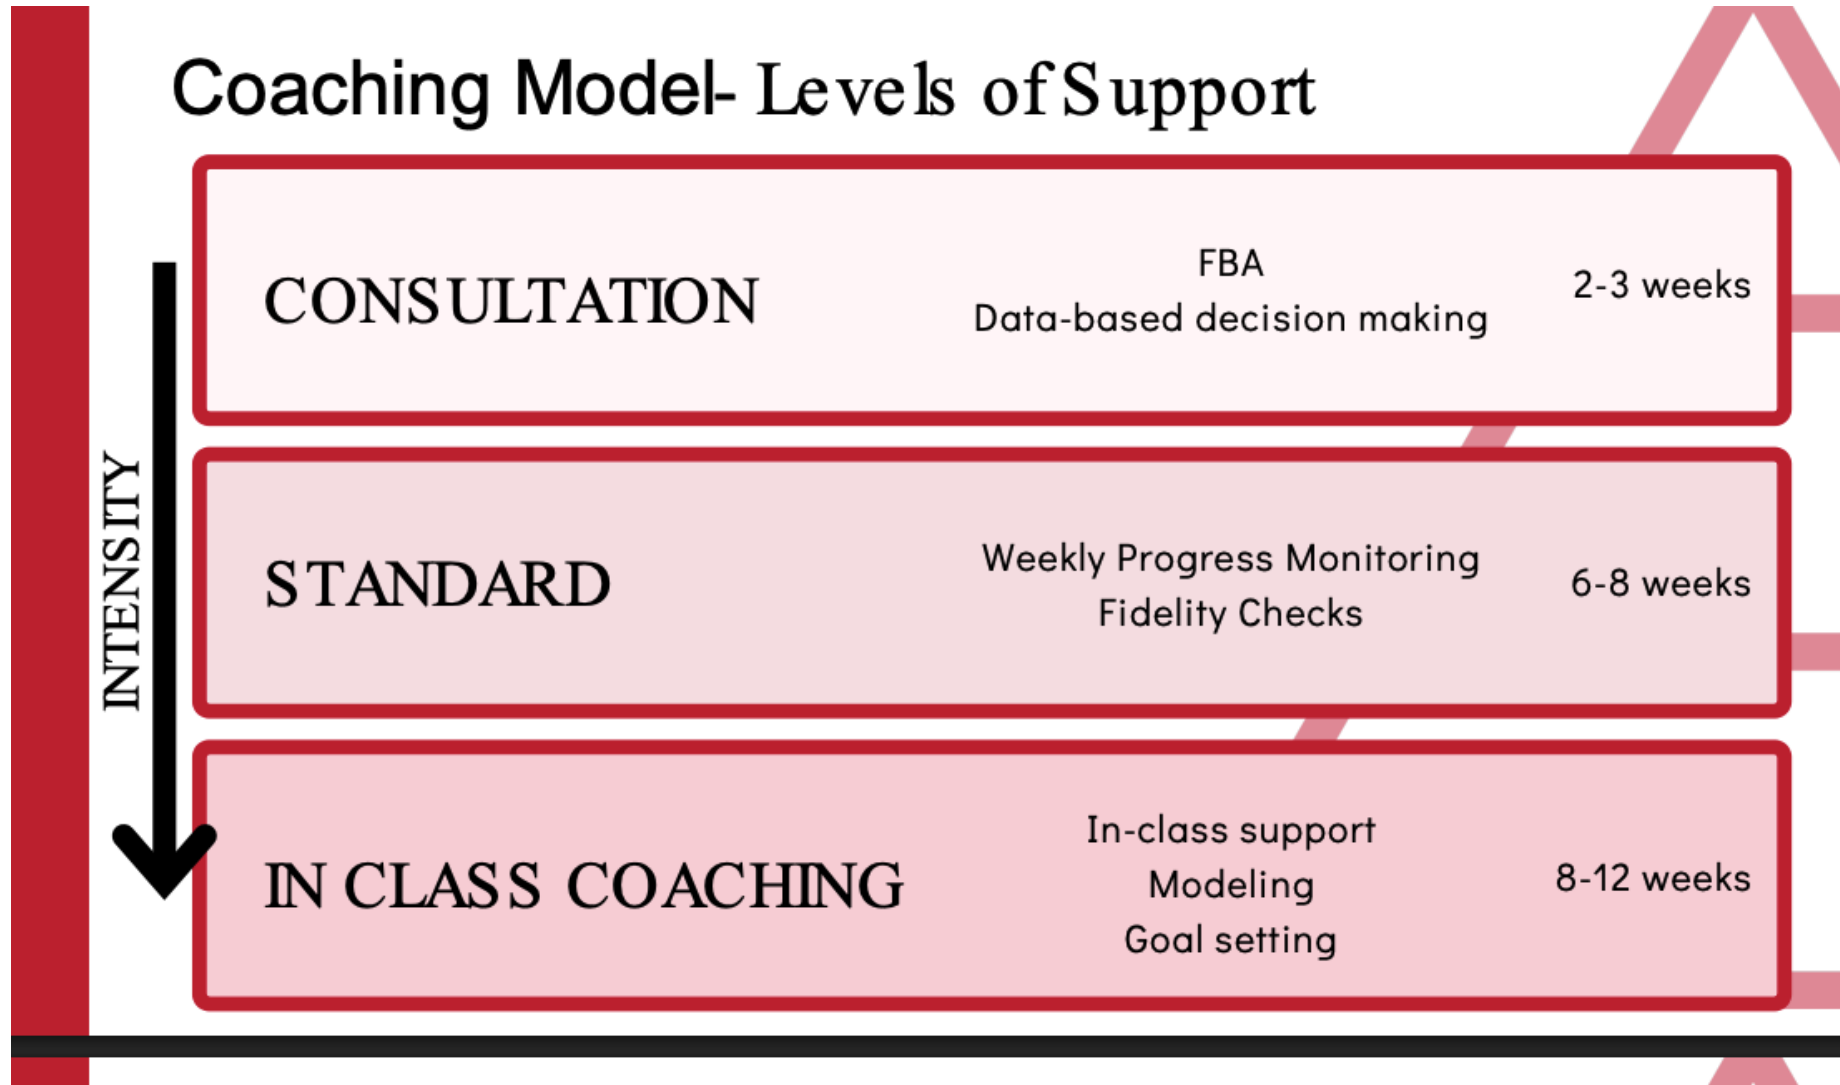 Coaching Model- Levels of Support
INTENSITY
CONSULTATION
FBA
Data-based decision making
2-3 weeks
STANDARD
Weekly Progress Monitoring
Fidelity Checks
6-8 weeks
IN CLASS COACHING
In-class support
Modeling
Goal setting
8-12 weeks